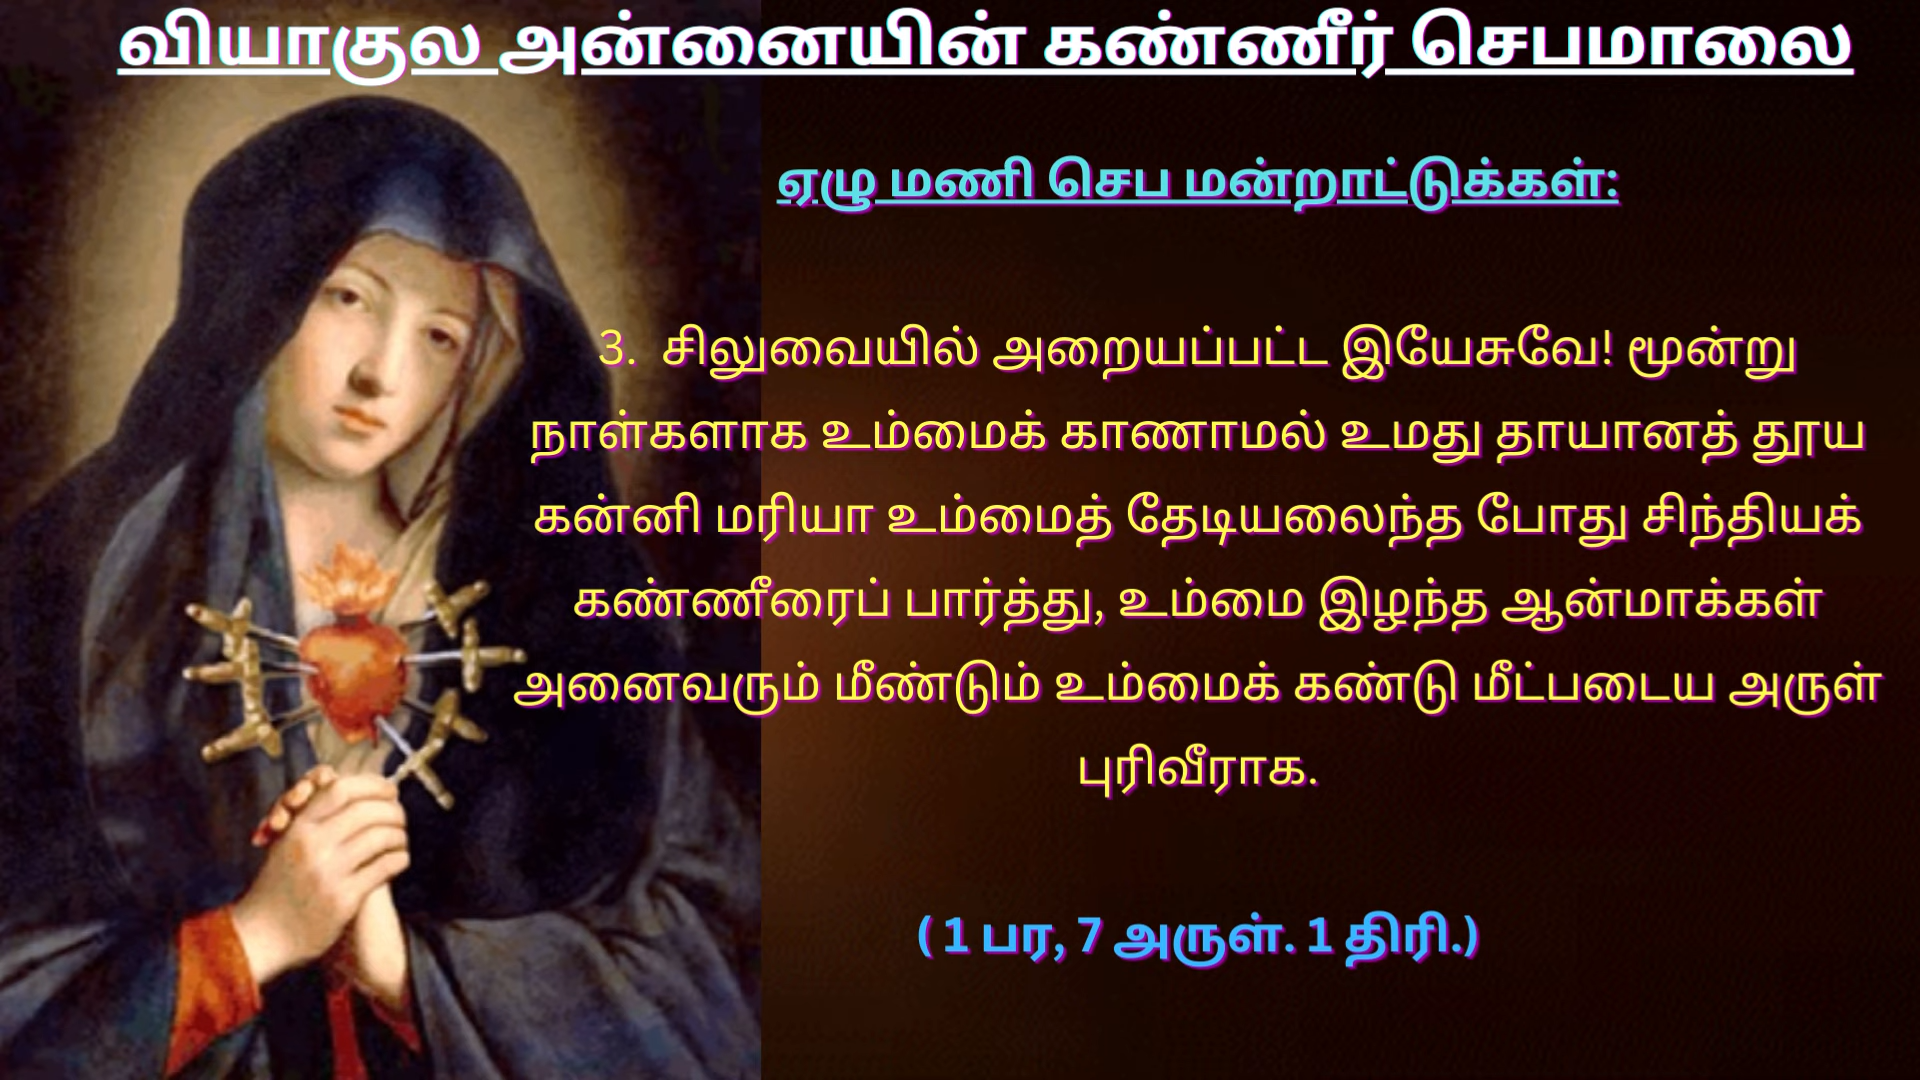 வியாகுல அன்னையின் கண்ணீர் செபமாலை
ஏழு மணி செப மன்றாட்டுக்கள்:
3. சிலுவையில் அறையப்பட்ட இயேசுவே! மூன்று
நாள்களாக உம்மைக் காணாமல் உமது தாயானத் தூய
கன்னி மரியா உம்மைத் தேடியலைந்த போது சிந்தியக்
கண்ணீரைப் பார்த்து, உம்மை இழந்த ஆன்மாக்கள்
அனைவரும் மீண்டும் உம்மைக் கண்டு மீட்படைய அருள்
புரிவீராக.
( 1 பர, 7 அருள். 1 திரி.)